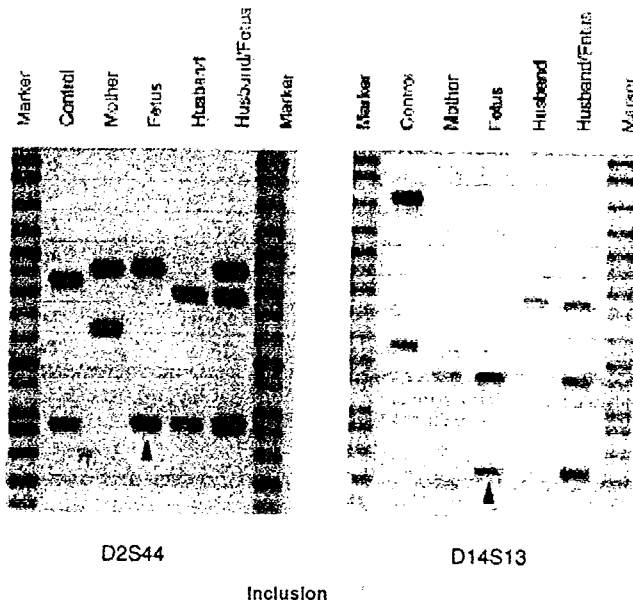 Marker
Control
Mother
Fetus
Husband
Husband/Fetus
Marker
Marker
Control
Mother
Fetus
Husband
Husband/Fetus
Marker
D2S44
D14S13
Inclusion